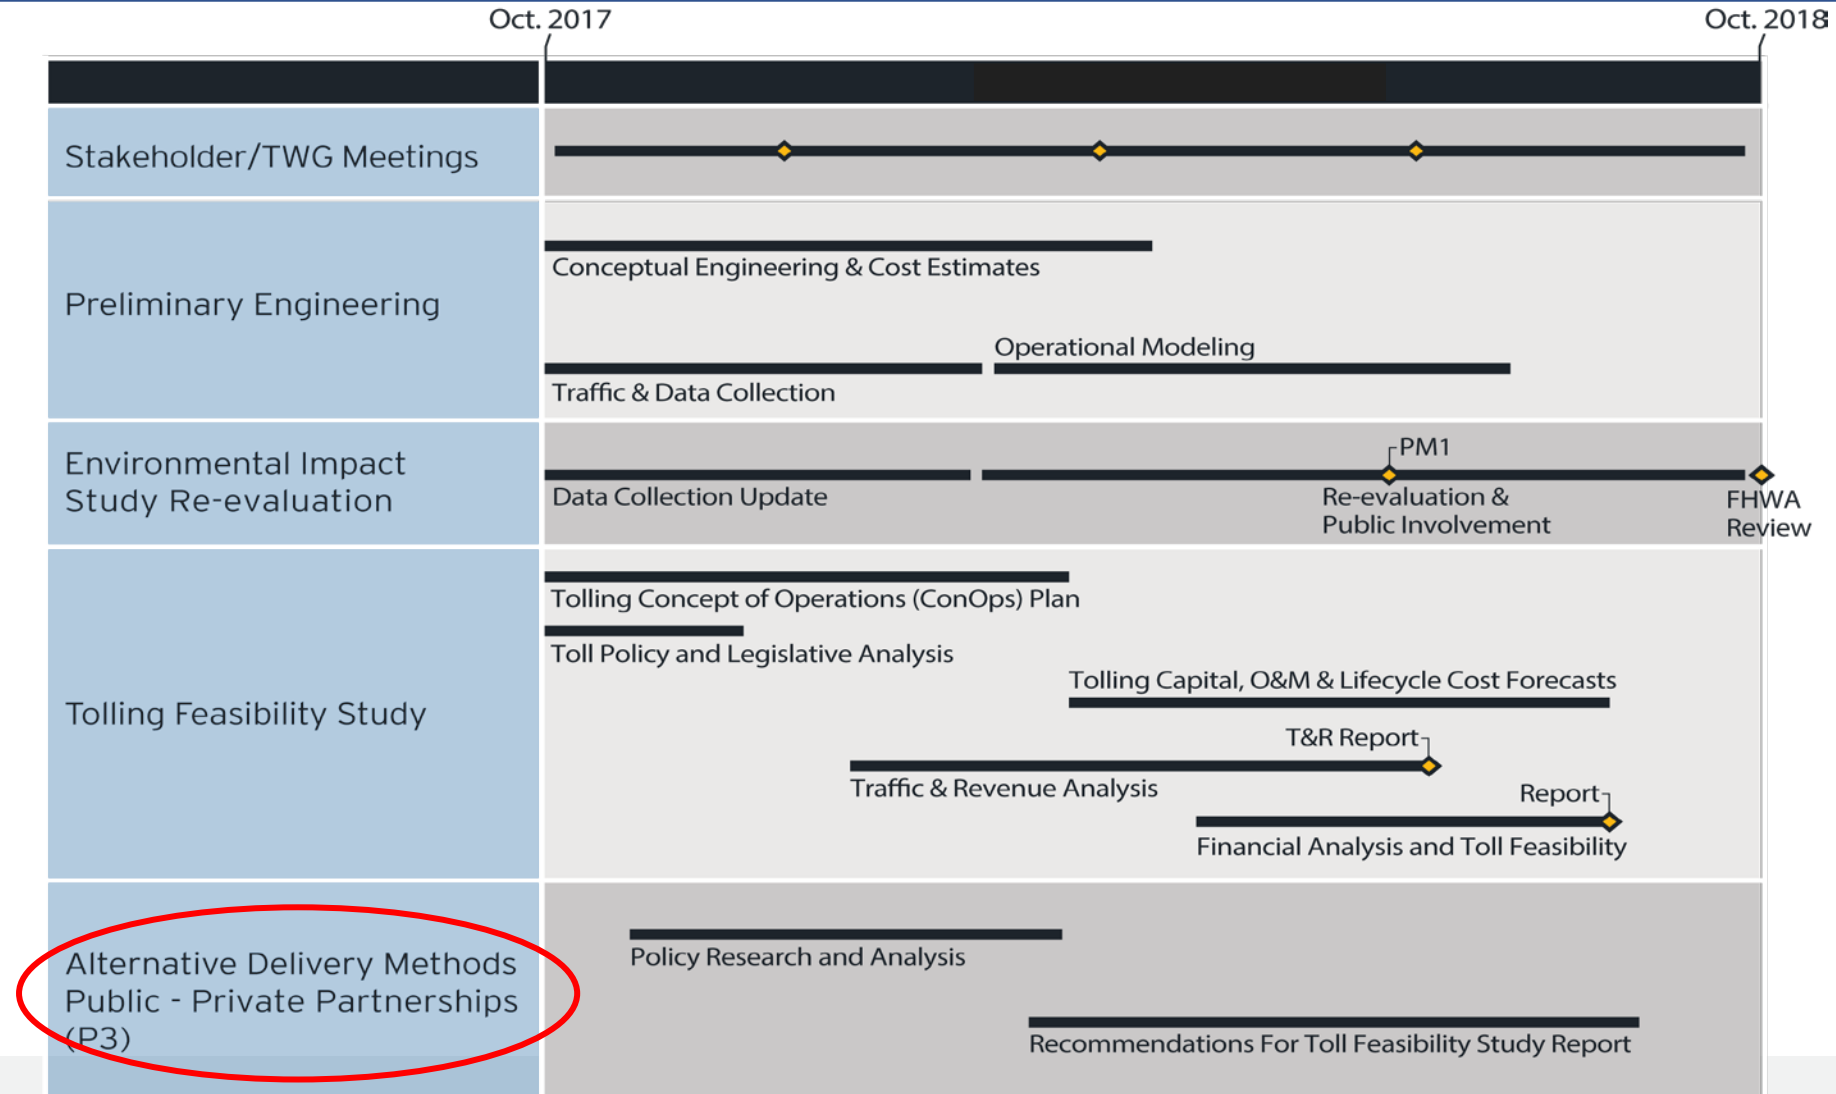 Oct. 2017
Oct. 2018
Stakeholder/TWG Meetings
Preliminary Engineering
Conceptual Engineering & Cost Estimates
Operational Modeling
Traffic & Data Collection
Environmental Impact
Study Re-evaluation
PM1
Data Collection Update
Re-evaluation &
Public Involvement
FHWA
Review
Tolling Feasibility Study
Tolling Concept of Operations (ConOps) Plan
Toll Policy and Legislative Analysis
Tolling Capital, O&M & Lifecycle Cost Forecasts
T&R Report
Traffic & Revenue Analysis
Report
Financial Analysis and Toll Feasibility
Alternative Delivery Methods
Public - Private Partnerships
(P3)
Policy Research and Analysis
Recommendations For Toll Feasibility Study Report